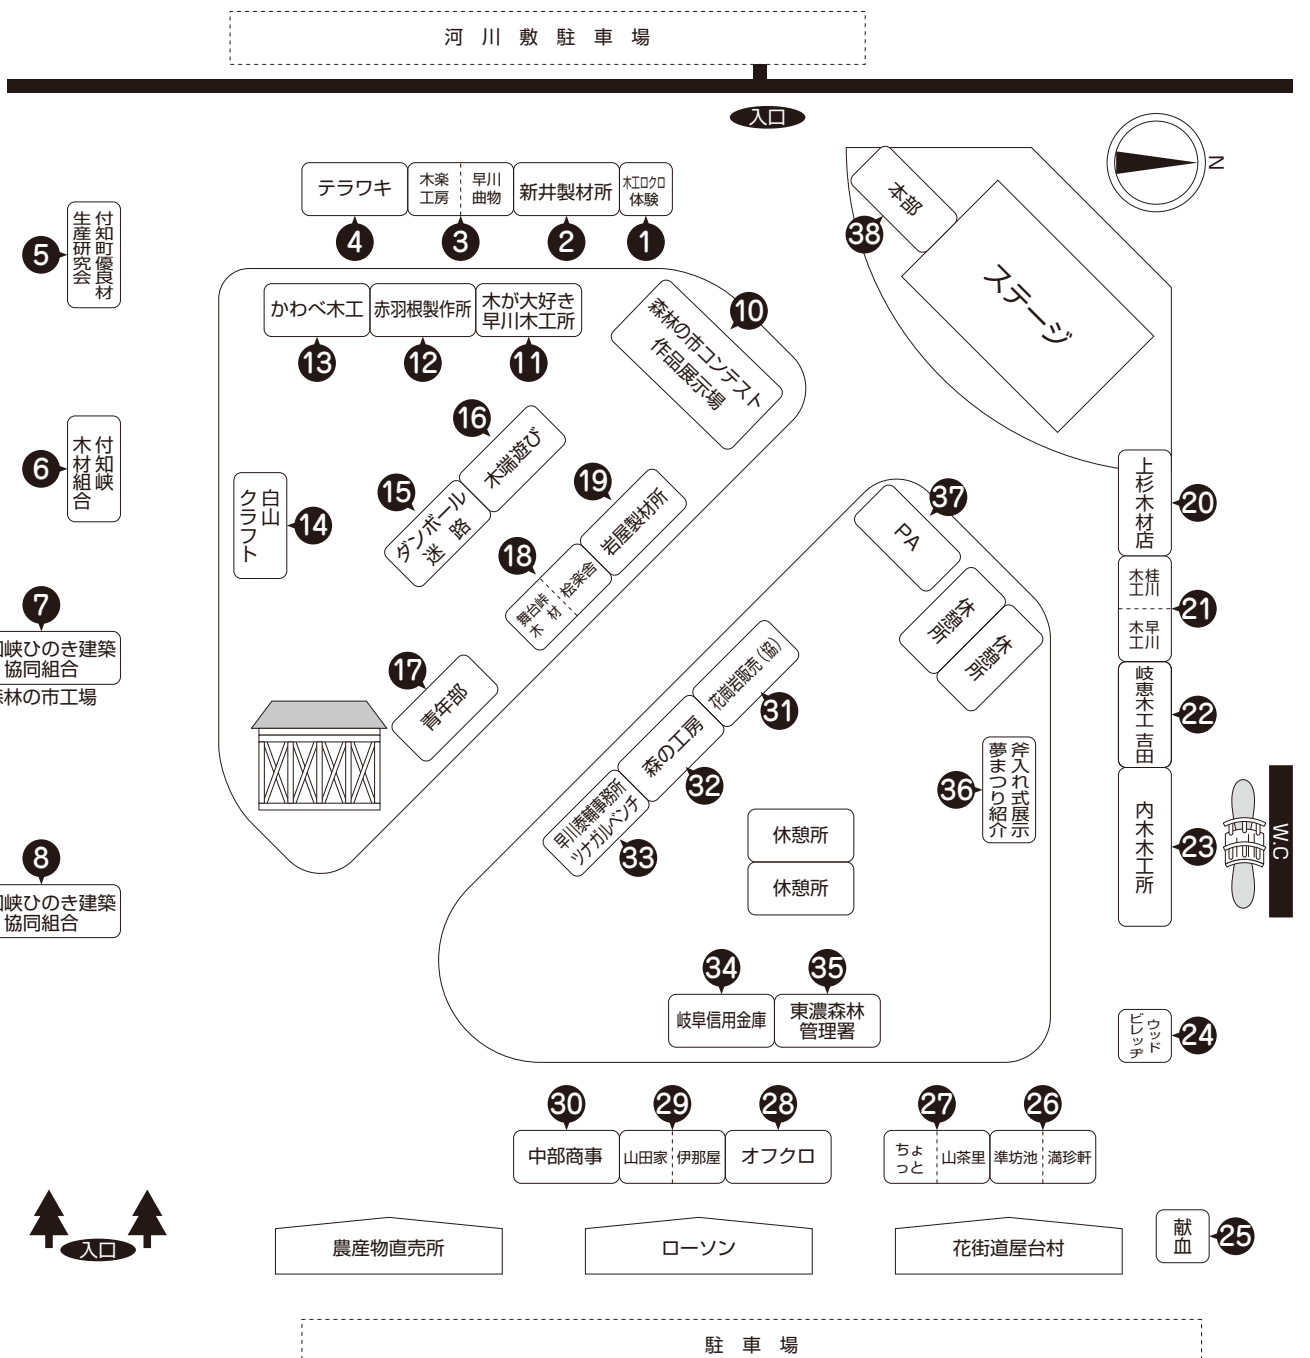 河川敷駐車場
入口
N
テラワキ
木楽
工房
早川
曲物
新井製材所
木工ロクロ
体験
4
3
2
1
本部
38
ステージ
付知町優良材
生産研究会
5
かわべ木工
赤羽根製作所
木が大好き
早川木工所
13
12
11
森林の市コンテスト
作品展示場
10
付知峡
木材組合
6
白山
クラフト
14
16
木端遊び
15
ダンボール
迷路
19
岩屋製材所
18
舞台峠
木材
桧楽舎
17
青年部
37
PA
休憩所
休憩所
上杉木材店
20
桂川
木工
早川
木工
21
岐恵木工 吉田
22
内木木工所
23
W.C
7
峡ひのき建築
協同組合
林の市工場
8
峡ひのき建築
協同組合
花崗岩販売(協)
31
森の工房
32
早川泰輔事務所
ツナガルベンチ
33
斧入れ式展示
夢まつり紹介
36
休憩所
休憩所
34
岐阜信用金庫
35
東濃森林
管理署
ウッド
ビレッヂ
24
30
中部商事
29
山田家
伊那屋
28
オフクロ
27
ちょ
っと
山茶里
26
準坊池
満珍軒
献血
25
入口
農産物直売所
ローソン
花街道屋台村
駐車場